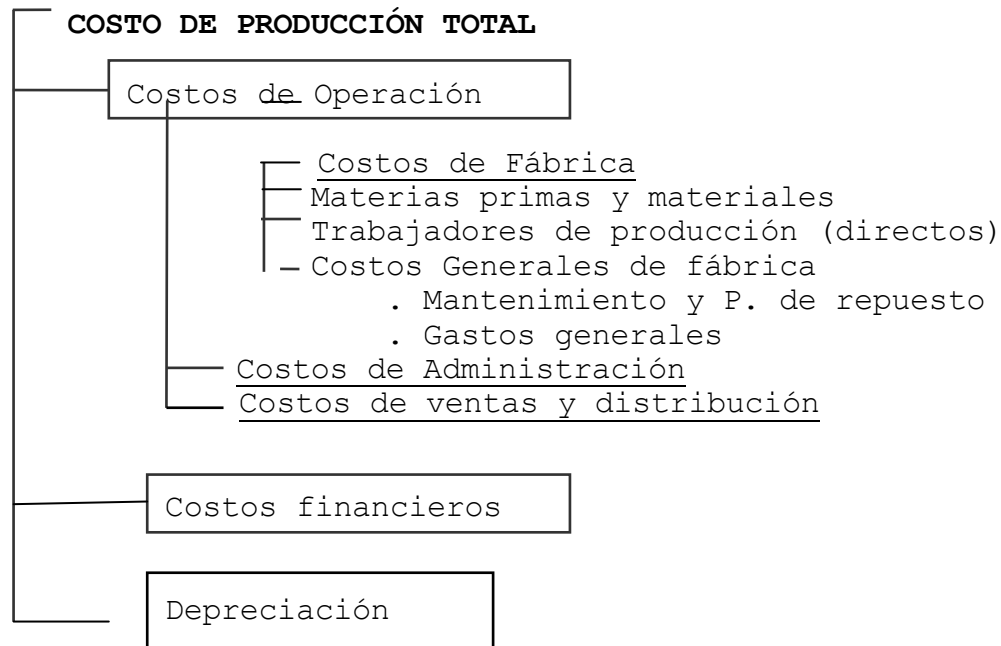 COSTO DE PRODUCCIÓN TOTAL
Costos de Operación
Costos de Fábrica
Materias primas y materiales
Trabajadores de producción (directos)
Costos Generales de fábrica
. Mantenimiento y P. de repuesto
. Gastos generales
Costos de Administración
Costos de ventas y distribución
Costos financieros
Depreciación